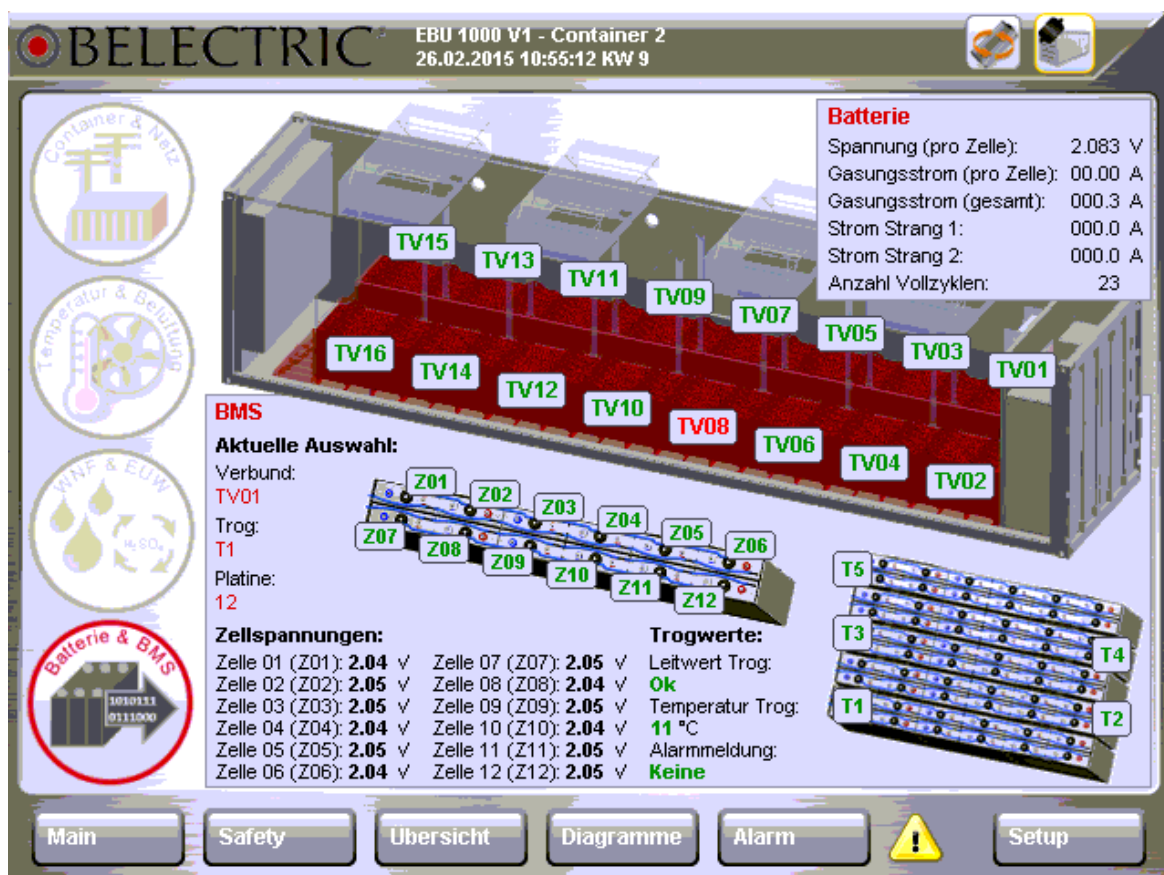 BELECTRIC
EBU 1000 V1 - Container 2
26.02.2015 10:55:12 KW 9
Container & Netz
Temperatur & Belüftung
WNF & EUW
H₂SO₄
Batterie & BMS
1010111
0111000
Batterie
Spannung (pro Zelle): 2.083 V
Gasungsstrom (pro Zelle): 00.00 A
Gasungsstrom (gesamt): 000.3 A
Strom Strang 1: 000.0 A
Strom Strang 2: 000.0 A
Anzahl Vollzyklen: 23
TV15
TV13
TV11
TV09
TV07
TV05
TV03
TV01
TV16
TV14
TV12
TV10
TV08
TV06
TV04
TV02
BMS
Aktuelle Auswahl:
Verbund:
TV01
Trog:
T1
Platine:
12
Z01
Z02
Z03
Z04
Z05
Z06
Z07
Z08
Z09
Z10
Z11
Z12
T5
T3
T4
T1
T2
Zellspannungen:
Zelle 01 (Z01): 2.04 V Zelle 07 (Z07): 2.05 V
Zelle 02 (Z02): 2.05 V Zelle 08 (Z08): 2.04 V
Zelle 03 (Z03): 2.05 V Zelle 09 (Z09): 2.05 V
Zelle 04 (Z04): 2.04 V Zelle 10 (Z10): 2.04 V
Zelle 05 (Z05): 2.05 V Zelle 11 (Z11): 2.05 V
Zelle 06 (Z06): 2.04 V Zelle 12 (Z12): 2.05 V
Trogwerte:
Leitwert Trog:
Ok
Temperatur Trog:
11 °C
Alarmmeldung:
Keine
Main
Safety
Übersicht
Diagramme
Alarm
Setup